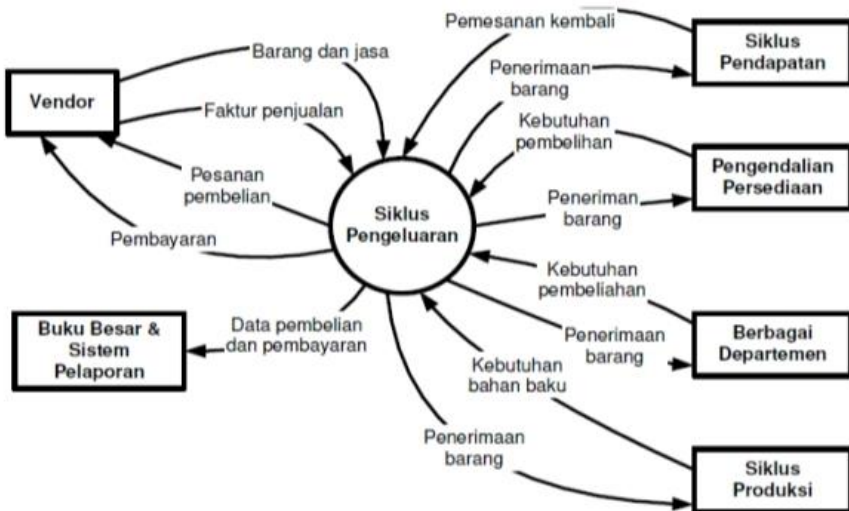 Vendor
Barang dan jasa
Faktur penjualan
Pesanan
pembelian
Pembayaran
Buku Besar &
Sistem
Pelaporan
Data pembelian
dan pembayaran
Siklus
Pengeluaran
Pemesanan kembali
Penerimaan
barang
Siklus
Pendapatan
Kebutuhan
pembelihan
Peneriman
barang
Pengendalian
Persediaan
Kebutuhan
pembeliahan
Penerimaan
barang
Berbagai
Departemen
Kebutuhan
bahan baku
Penerimaan
barang
Siklus
Produksi